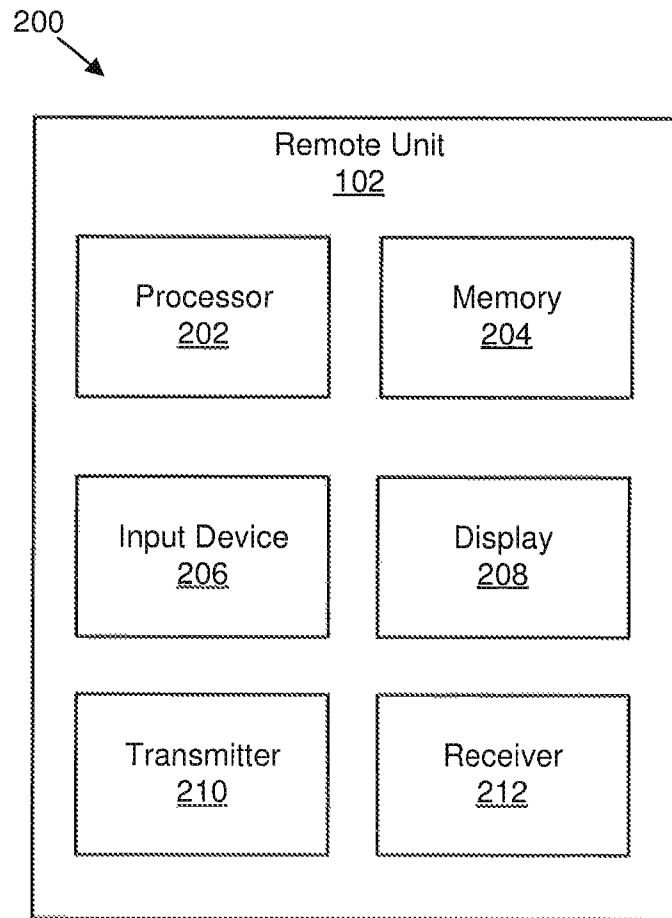 200
Remote Unit
102
Processor
202
Memory
204
Input Device
206
Display
208
Transmitter
210
Receiver
212